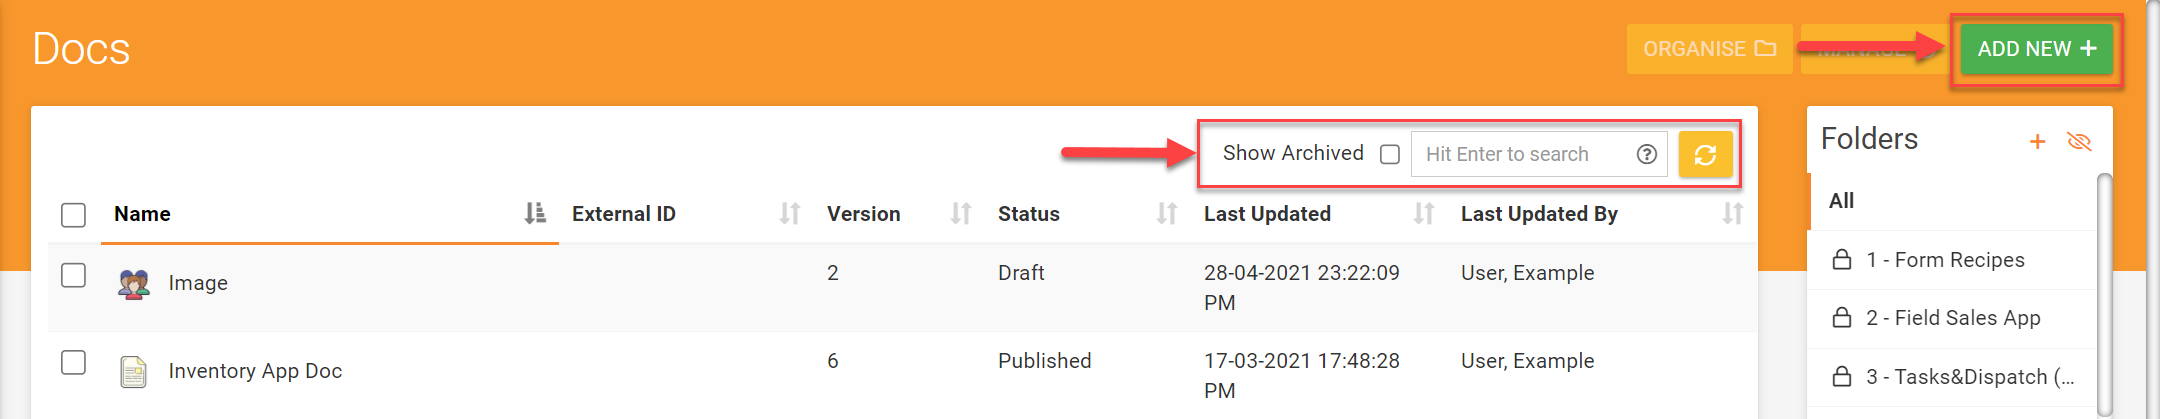 Docs
ORGANISE
ADD NEW +
Show Archived
Hit Enter to search
Folders
Name External ID Version Status Last Updated Last Updated By
All
Image 2 Draft 28-04-2021 23:22:09 PM User, Example
1 - Form Recipes
2 - Field Sales App
Inventory App Doc 6 Published 17-03-2021 17:48:28 PM User, Example
3 - Tasks&Dispatch (...